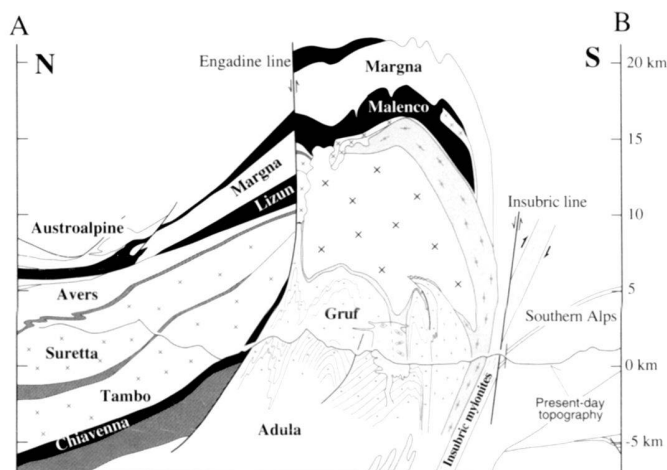 A
B
N
S
Engadine line
20 km
Margna
Malenco
15
Margna
Lizun
Insubric line
Austroalpine
10
Avers
5
Gruf
Southern Alps
Suretta
0 km
Tambo
Present-day
topography
Chiavenna
Adula
Insubric mylonites
-5 km